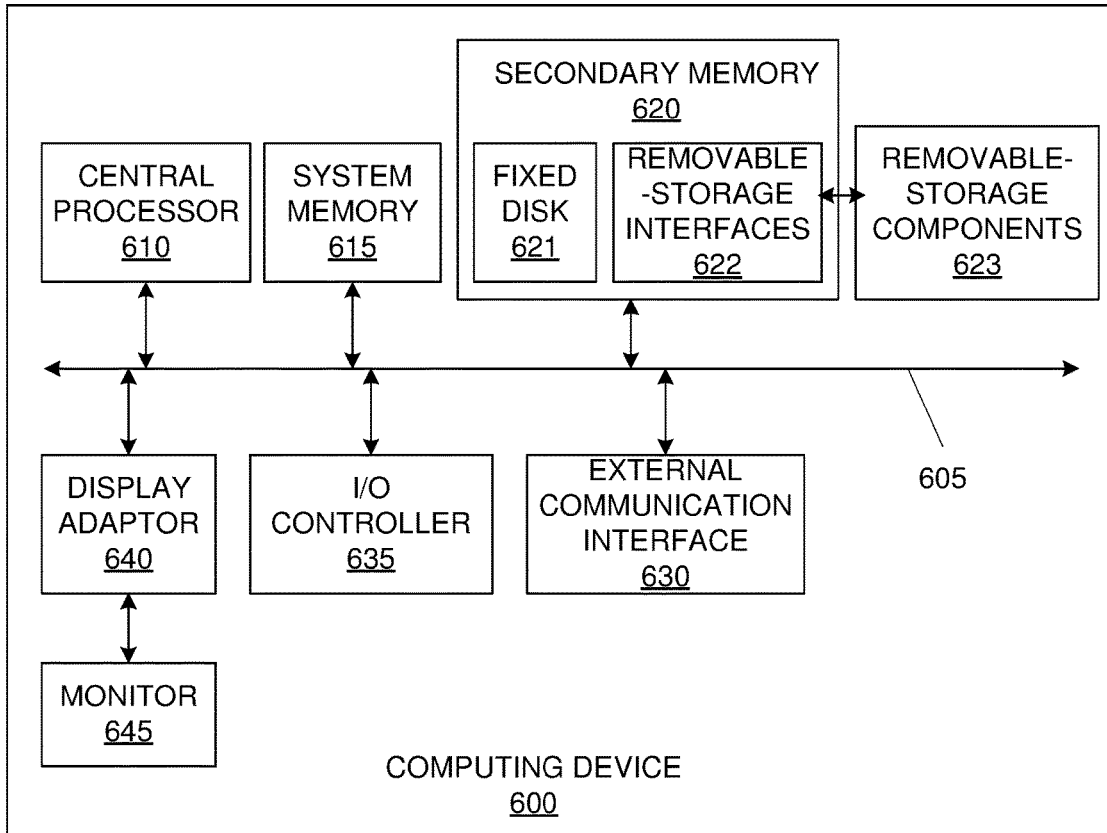 SECONDARY MEMORY
620
CENTRAL
PROCESSOR
610
SYSTEM
MEMORY
615
FIXED
DISK
621
REMOVABLE
-STORAGE
INTERFACES
622
REMOVABLE-
STORAGE
COMPONENTS
623
605
DISPLAY
ADAPTOR
640
I/O
CONTROLLER
635
EXTERNAL
COMMUNICATION
INTERFACE
630
MONITOR
645
COMPUTING DEVICE
600